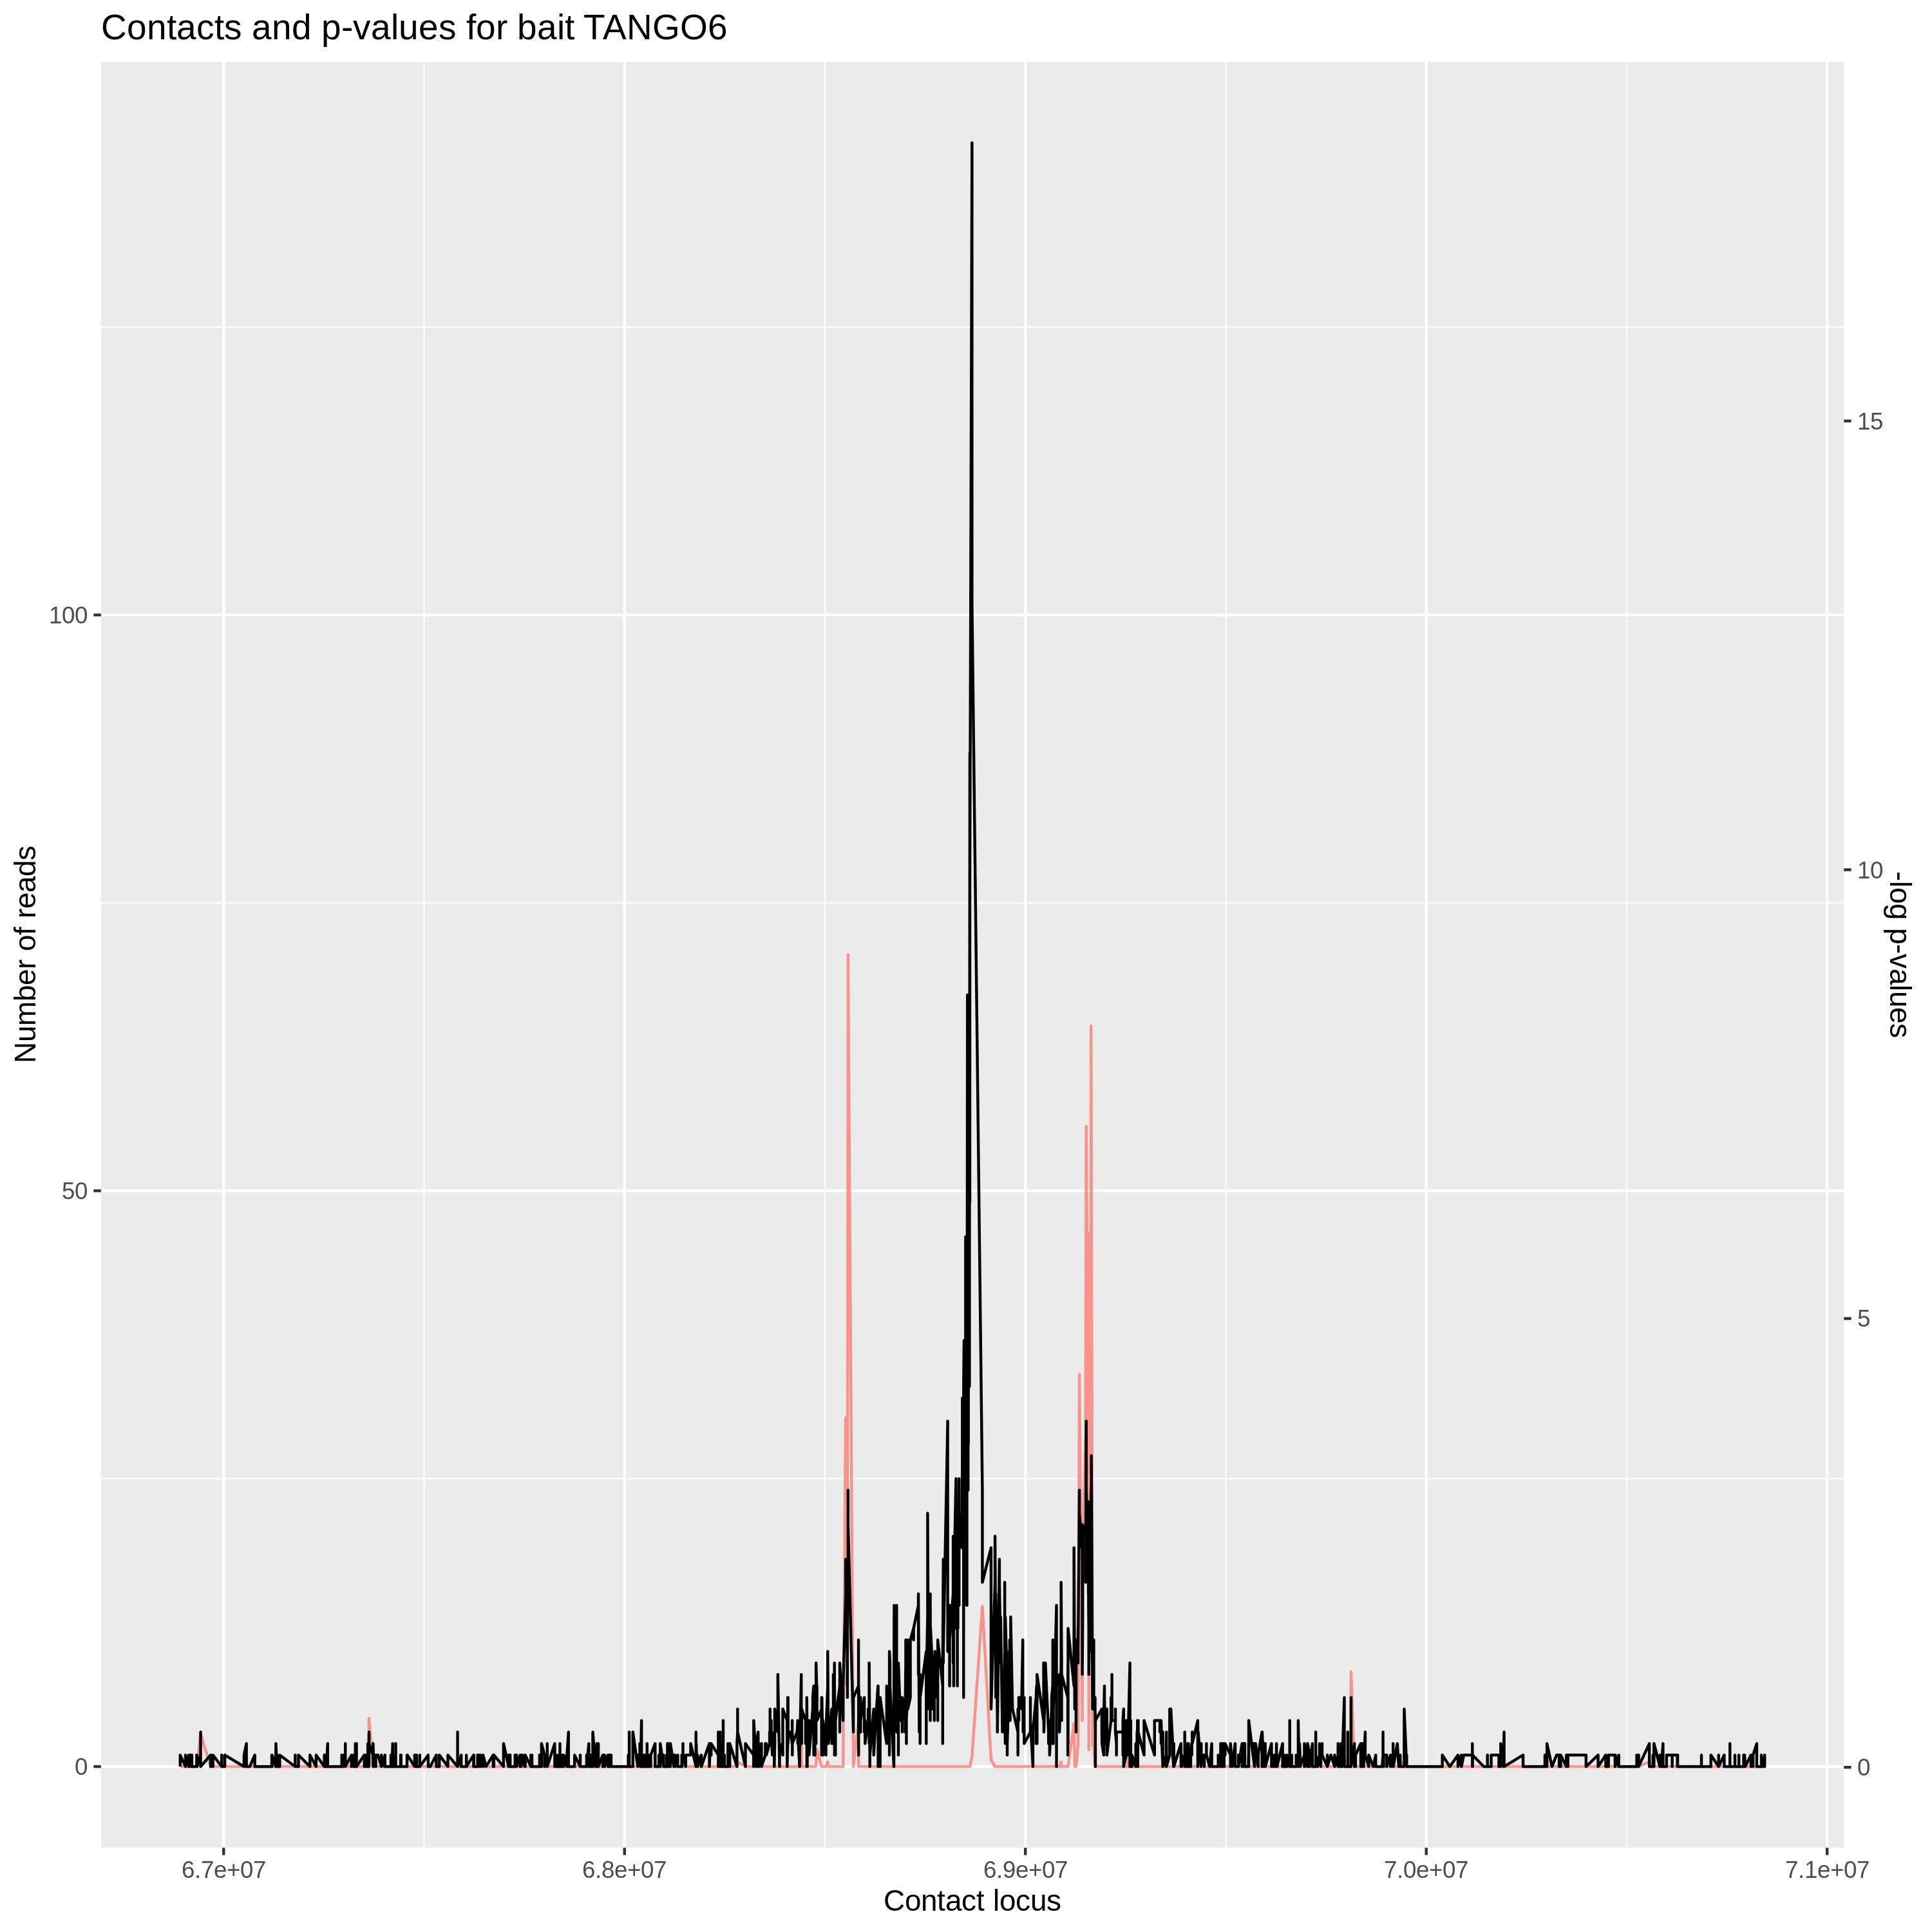 Contacts and p-values for bait TANGO6
Number of reads
100
50
0
15
10
5
0
-log p-values
6.7e+07
6.8e+07
6.9e+07
7.0e+07
7.1e+07
Contact locus